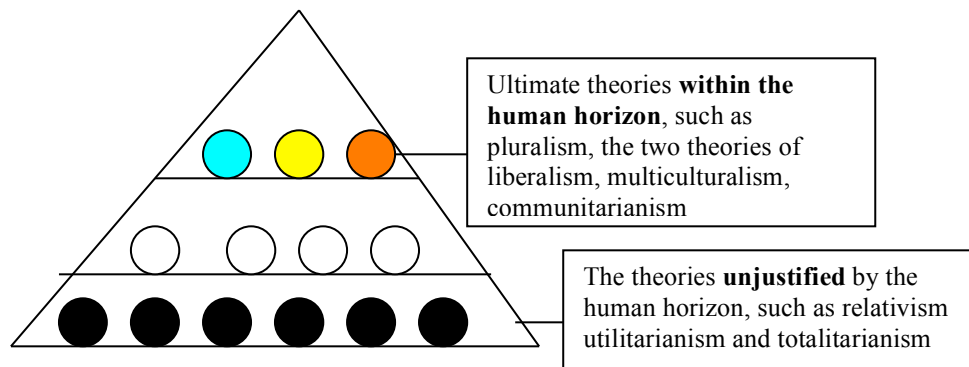 Ultimate theories within the
human horizon, such as
pluralism, the two theories of
liberalism, multiculturalism,
communitarianism
The theories unjustified by the
human horizon, such as relativism
utilitarianism and totalitarianism